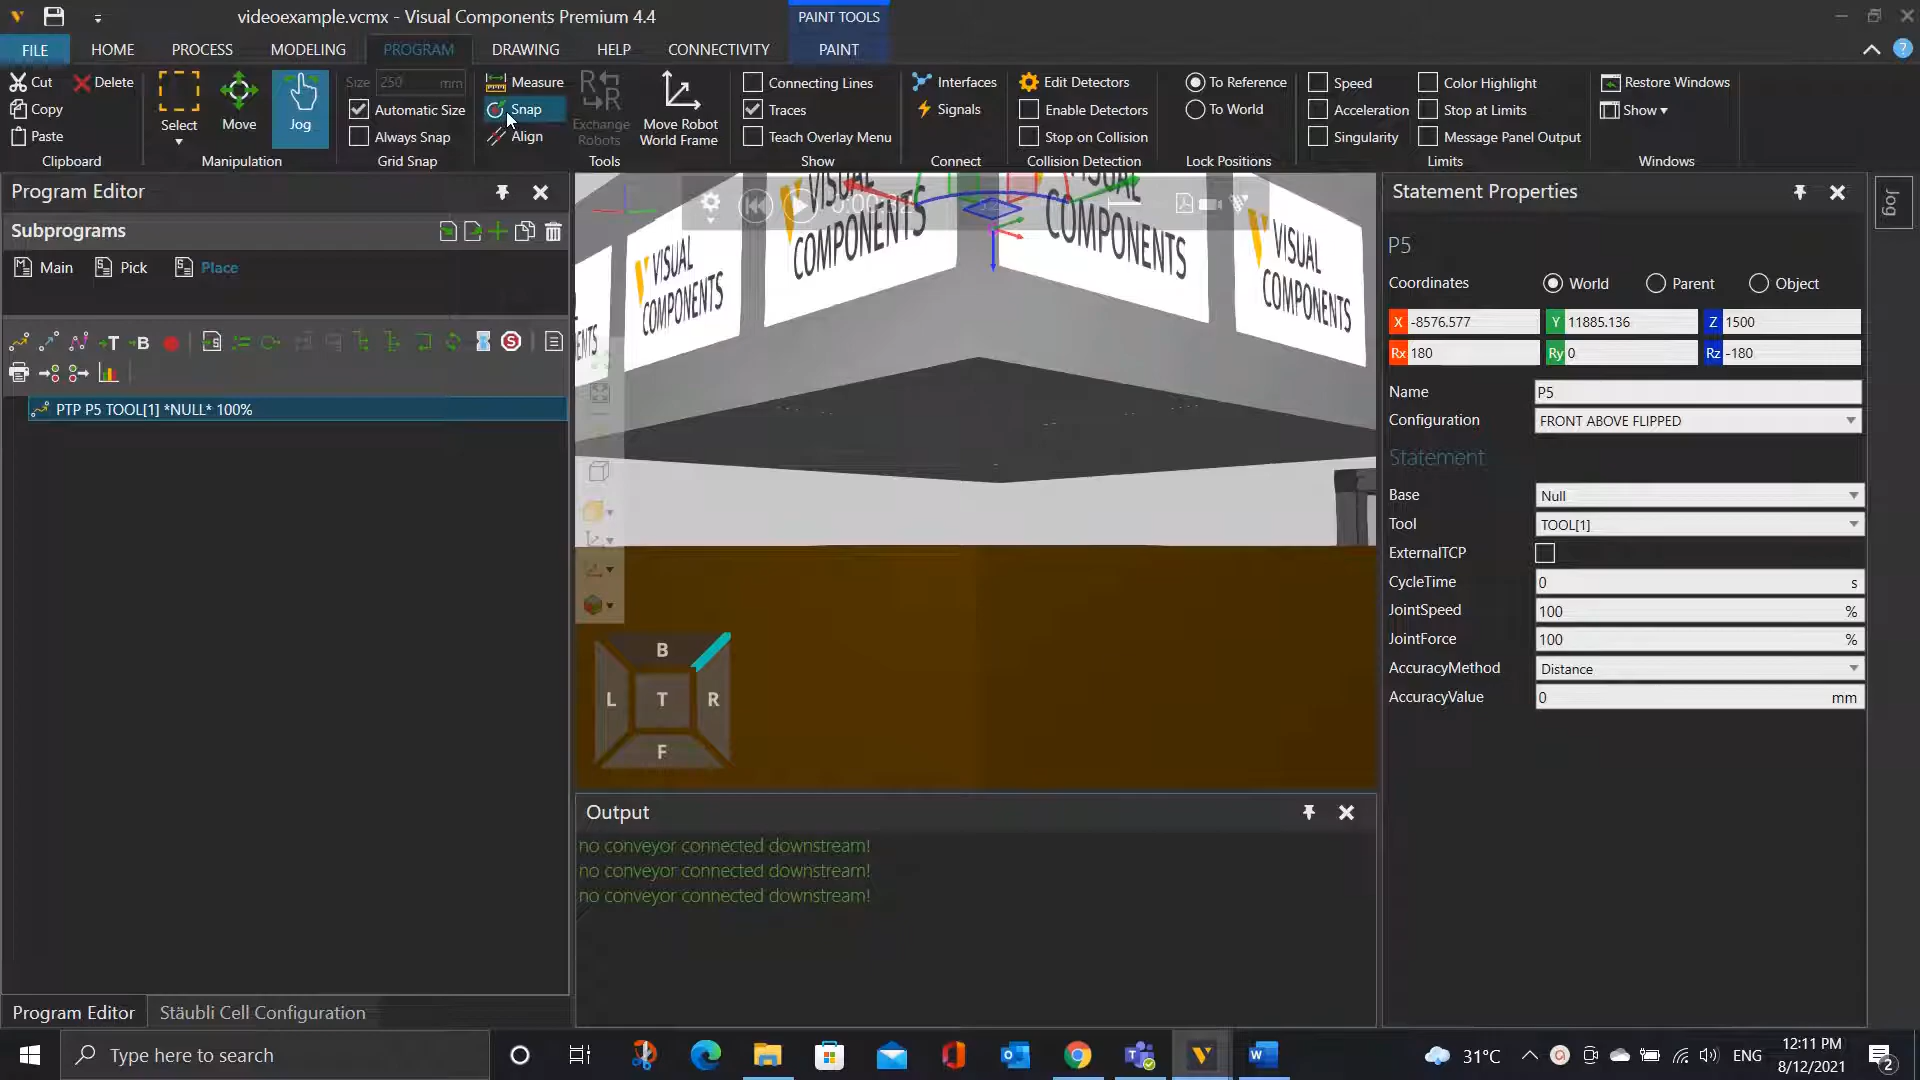 videoexample.vcmx - Visual Components Premium 4.4
PAINT TOOLS
FILE HOME PROCESS MODELING PROGRAM DRAWING HELP CONNECTIVITY PAINT
Cut Delete
Copy
Paste
Clipboard
Select Move Jog
Manipulation
Size 250 mm
Automatic Size
Always Snap
Grid Snap
Measure
Snap
Align
Exchange Robots
Move Robot World Frame
Tools
Connecting Lines
Traces
Teach Overlay Menu
Show
Interfaces
Signals
Connect
Edit Detectors
Enable Detectors
Stop on Collision
Collision Detection
To Reference
To World
Lock Positions
Speed Color Highlight
Acceleration Stop at Limits
Singularity Message Panel Output
Limits
Restore Windows
Show
Windows
Program Editor
Subprograms
Main Pick Place
PTP P5 TOOL[1] *NULL* 100%
Program Editor Stäubli Cell Configuration
VISUAL COMPONENTS
VISUAL COMPONENTS
VISUAL COMPONENTS
VISUAL COMPONENTS
B
L T R
F
Output
no conveyor connected downstream!
no conveyor connected downstream!
no conveyor connected downstream!
Statement Properties
Jog
P5
Coordinates World Parent Object
X -8576.577 Y 11885.136 Z 1500
Rx 180 Ry 0 Rz -180
Name P5
Configuration FRONT ABOVE FLIPPED
Statement
Base Null
Tool TOOL[1]
ExternalTCP
CycleTime 0 s
JointSpeed 100 %
JointForce 100 %
AccuracyMethod Distance
AccuracyValue 0 mm
Type here to search
31°C
ENG
12:11 PM
8/12/2021
2